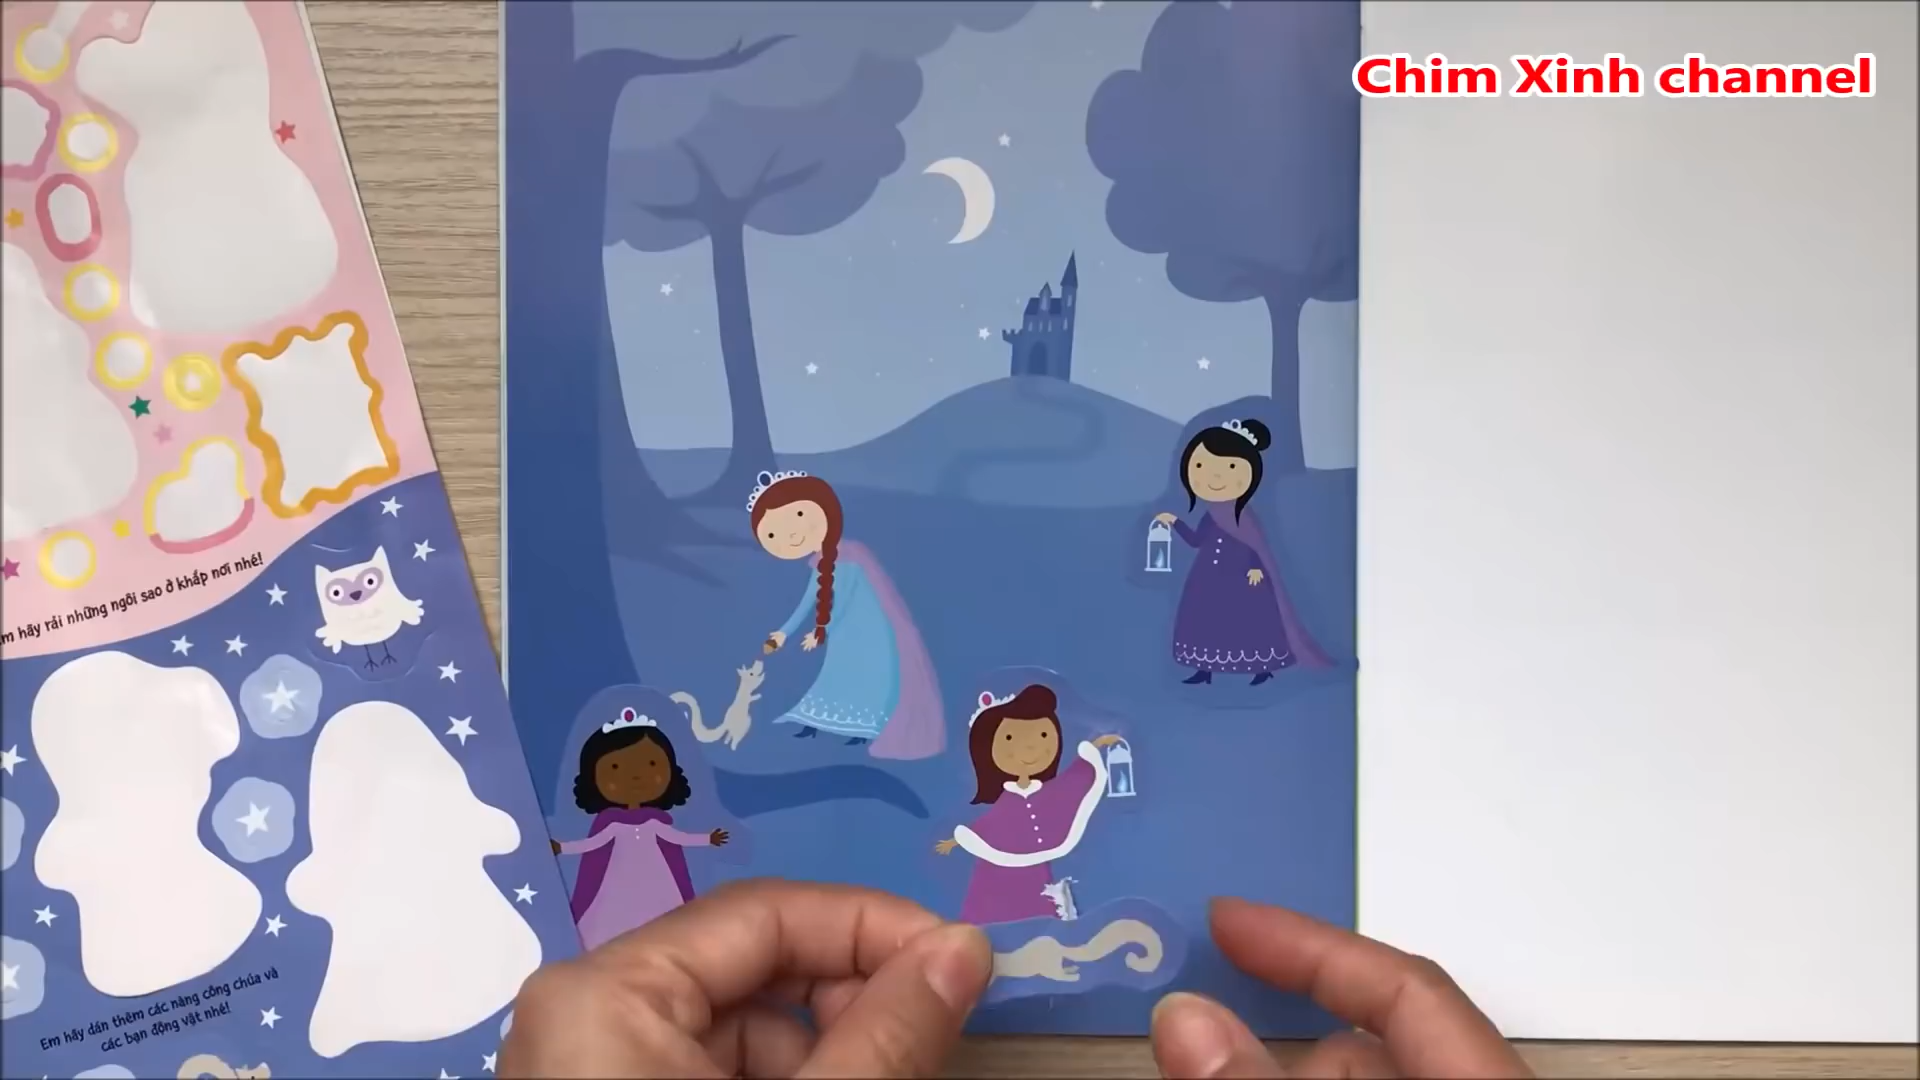 Chim Xinh channel
m hãy rải những ngôi sao ở khắp nơi nhé!
Em hãy dán thêm các nàng công chúa và
các bạn động vật nhé!